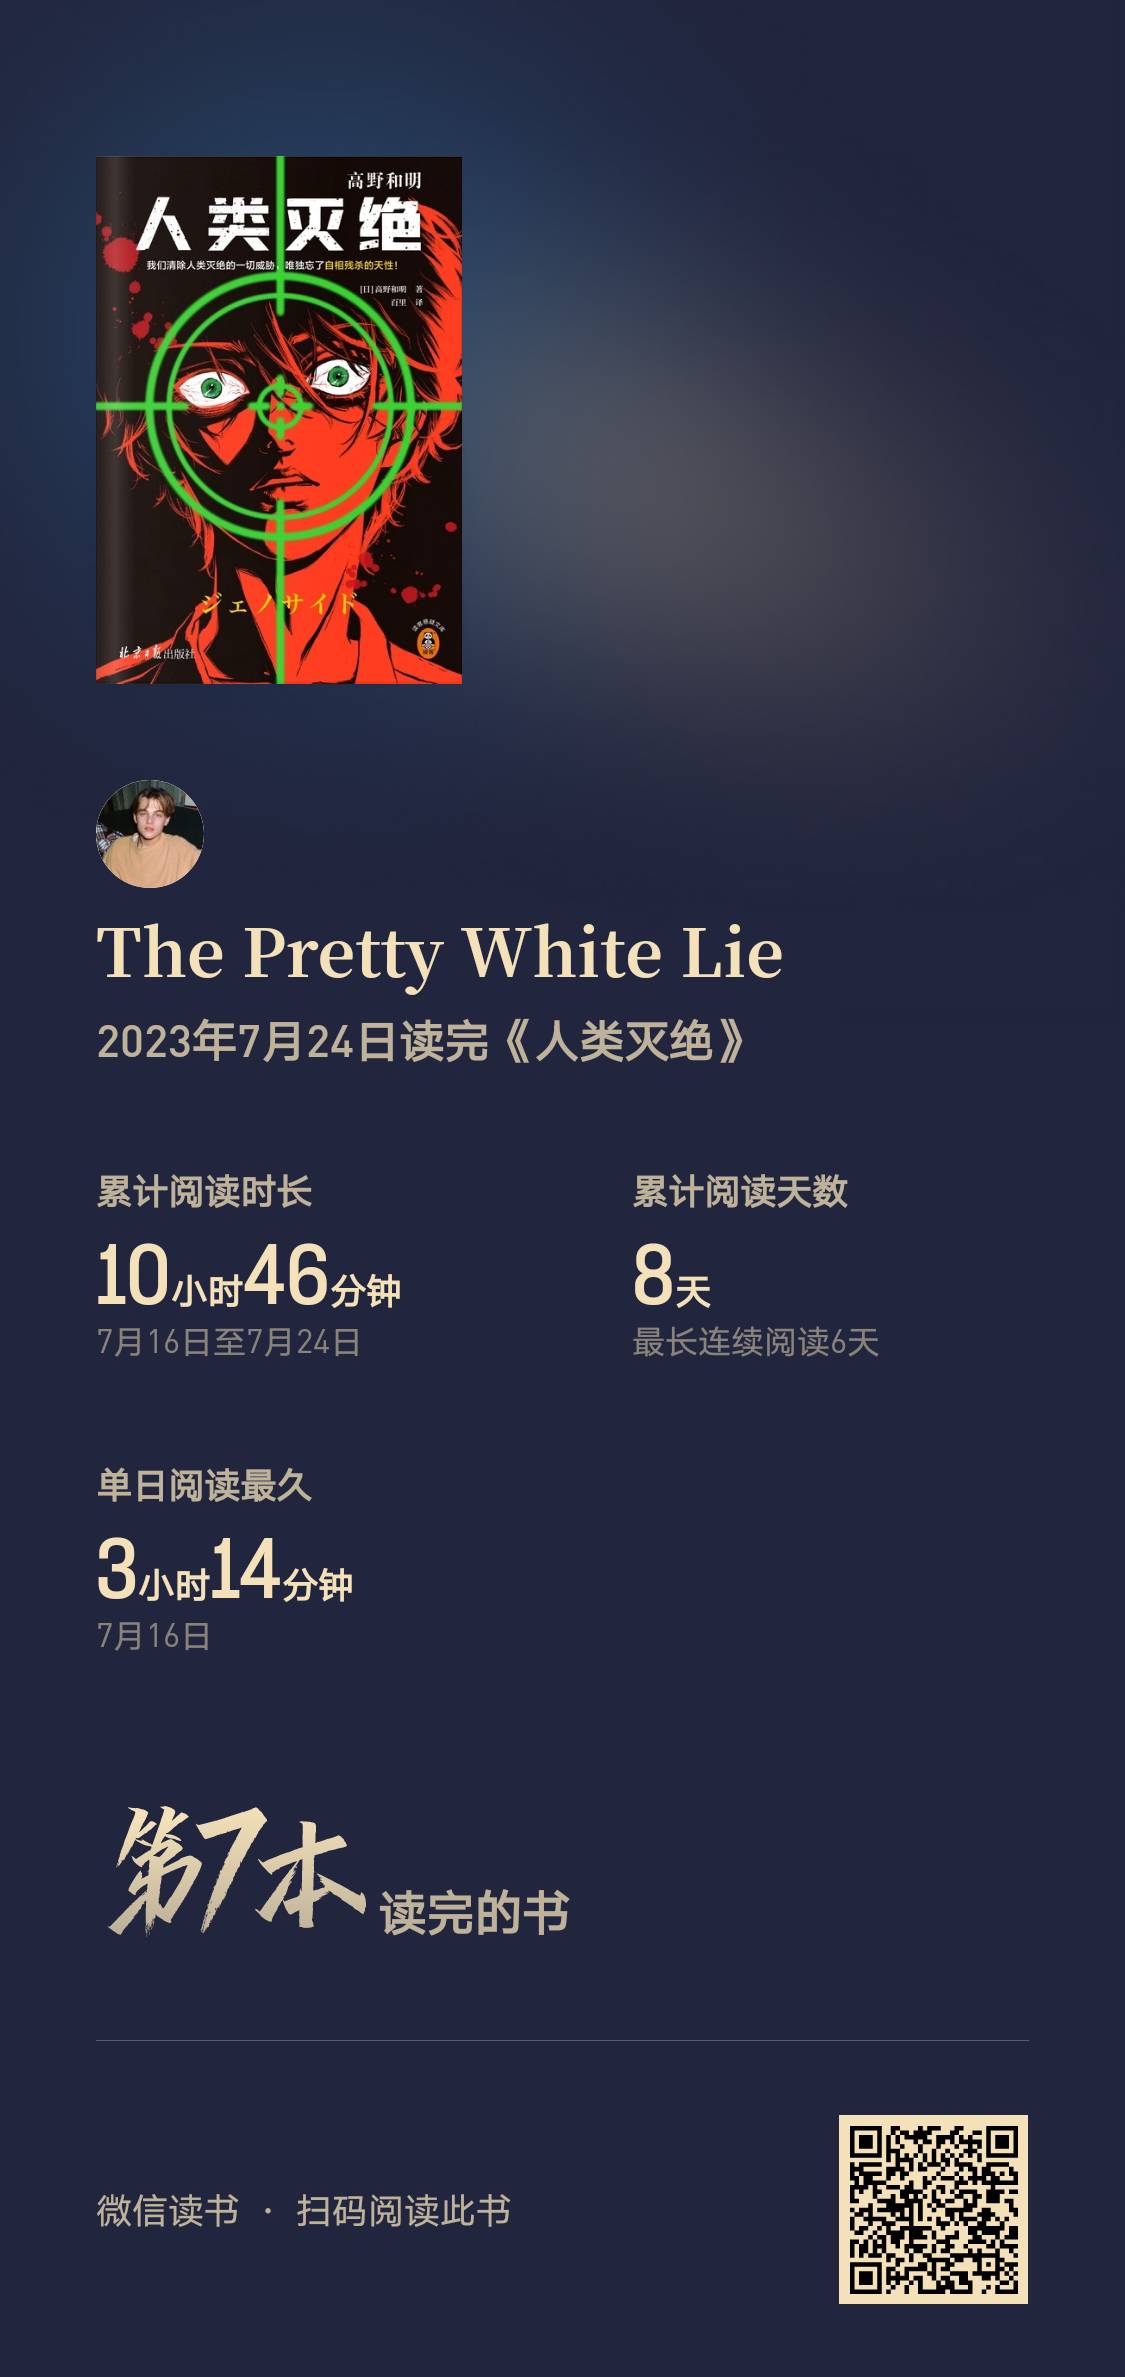 高野和明
人类灭绝
我们清除人类灭绝的一切威胁，唯独忘了自相残杀的天性！
[日]高野和明 著
百里 译
ジェノサイド
北京日报出版社
读客悬疑文库
The Pretty White Lie
2023年7月24日读完《人类灭绝》
累计阅读时长
10小时46分钟
7月16日至7月24日
累计阅读天数
8天
最长连续阅读6天
单日阅读最久
3小时14分钟
7月16日
第7本 读完的书
微信读书 · 扫码阅读此书